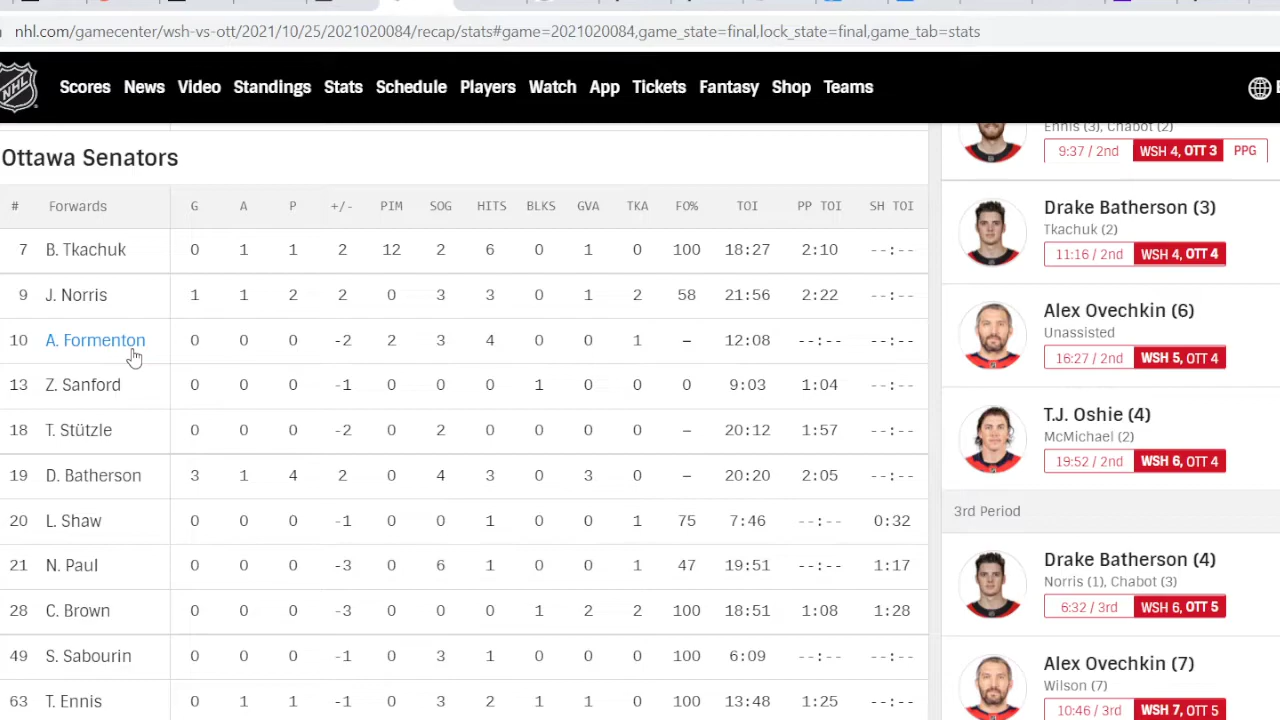 nhl.com/gamecenter/wsh-vs-ott/2021/10/25/2021020084/recap/stats#game=2021020084,game_state=final,lock_state=final,game_tab=stats
NHL Scores News Video Standings Stats Schedule Players Watch App Tickets Fantasy Shop Teams
Ottawa Senators
# Forwards G A P +/- PIM SOG HITS BLKS GVA TKA FO% TOI PP TOI SH TOI
7 B. Tkachuk 0 1 1 2 12 2 6 0 1 0 100 18:27 2:10 --:--
9 J. Norris 1 1 2 2 0 3 3 0 1 2 58 21:56 2:22 --:--
10 A. Formenton 0 0 0 -2 2 3 4 0 0 1 – 12:08 --:-- --:--
13 Z. Sanford 0 0 0 -1 0 0 0 1 0 0 0 9:03 1:04 --:--
18 T. Stützle 0 0 0 -2 0 2 0 0 0 0 – 20:12 1:57 --:--
19 D. Batherson 3 1 4 2 0 4 3 0 3 0 – 20:20 2:05 --:--
20 L. Shaw 0 0 0 -1 0 0 1 0 0 1 75 7:46 --:-- 0:32
21 N. Paul 0 0 0 -3 0 6 1 0 0 1 47 19:51 --:-- 1:17
28 C. Brown 0 0 0 -3 0 0 0 1 2 2 100 18:51 1:08 1:28
49 S. Sabourin 0 0 0 -1 0 3 1 0 0 0 100 6:09 --:-- --:--
63 T. Ennis 0 1 1 -1 0 3 2 1 1 0 100 13:48 1:25 --:--
Ennis (3), Chabot (2)
9:37 / 2nd WSH 4, OTT 3 PPG
Drake Batherson (3)
Tkachuk (2)
11:16 / 2nd WSH 4, OTT 4
Alex Ovechkin (6)
Unassisted
16:27 / 2nd WSH 5, OTT 4
T.J. Oshie (4)
McMichael (2)
19:52 / 2nd WSH 6, OTT 4
3rd Period
Drake Batherson (4)
Norris (1), Chabot (3)
6:32 / 3rd WSH 6, OTT 5
Alex Ovechkin (7)
Wilson (7)
10:46 / 3rd WSH 7, OTT 5